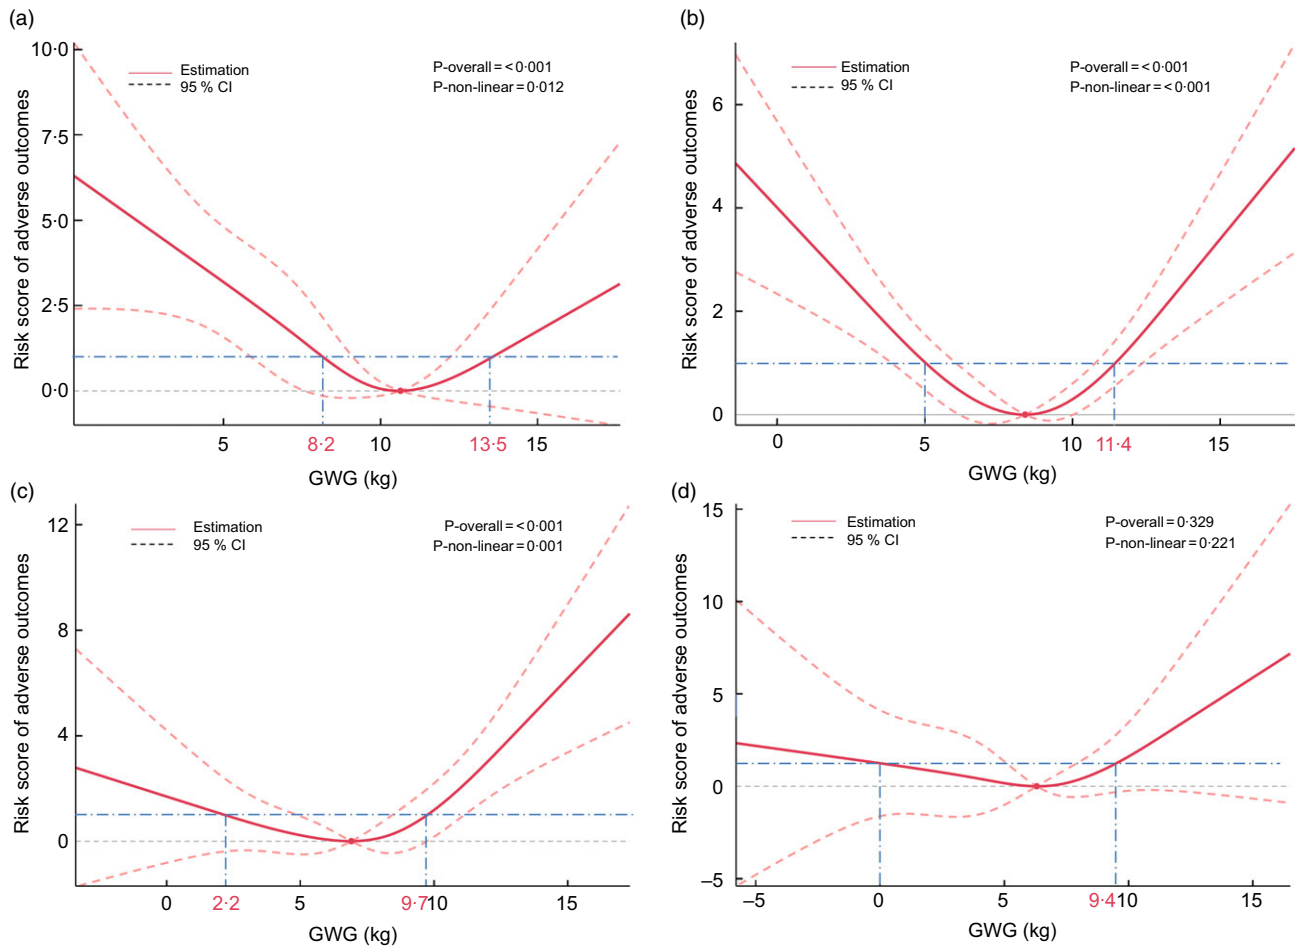 (a)
Risk score of adverse outcomes
10·0
7·5
5·0
2·5
0·0
Estimation
95 % CI
P-overall = < 0·001
P-non-linear = 0·012
5
8·2
10
13·5
15
GWG (kg)
(b)
Risk score of adverse outcomes
6
4
2
0
Estimation
95 % CI
P-overall = < 0·001
P-non-linear = < 0·001
0
5
10
11·4
15
GWG (kg)
(c)
Risk score of adverse outcomes
12
8
4
0
Estimation
95 % CI
P-overall = < 0·001
P-non-linear = 0·001
0
2·2
5
9·7
10
15
GWG (kg)
(d)
Risk score of adverse outcomes
15
10
5
0
–5
Estimation
95 % CI
P-overall = 0·329
P-non-linear = 0·221
–5
0
5
9·4
10
15
GWG (kg)